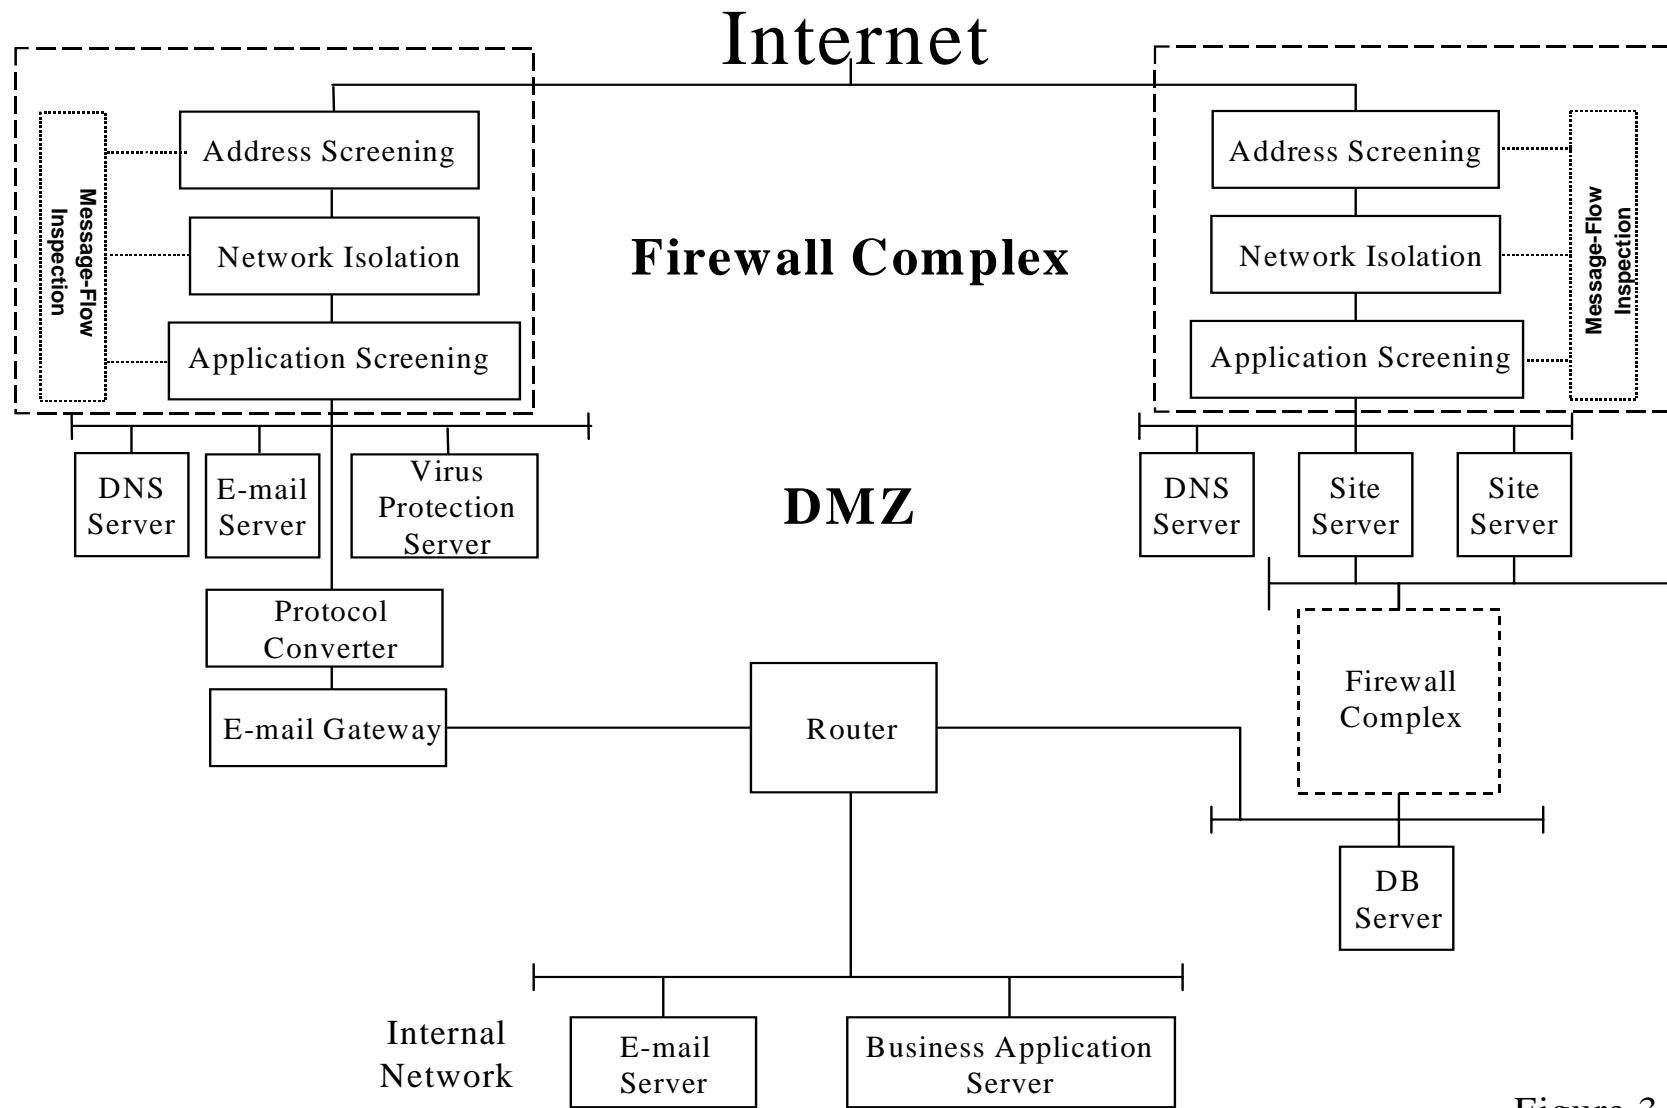 Internet
Address Screening
Network Isolation
Application Screening
Message-Flow
Inspection
Firewall Complex
Address Screening
Network Isolation
Application Screening
Message-Flow
Inspection
DNS
Server
E-mail
Server
Virus
Protection
Server
DMZ
DNS
Server
Site
Server
Site
Server
Protocol
Converter
E-mail Gateway
Router
Firewall
Complex
DB
Server
Internal
Network
E-mail
Server
Business Application
Server
Figure 3